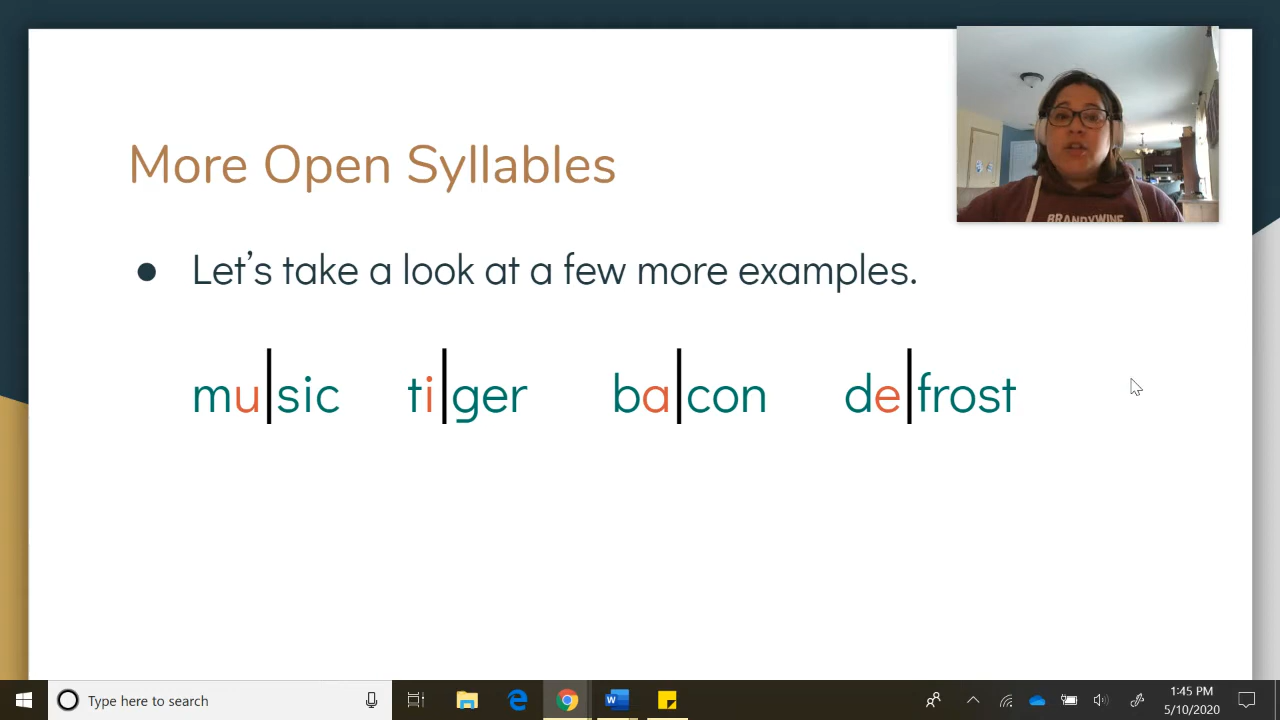 More Open Syllables
BRANDYWINE
● Let's take a look at a few more examples.
mu|sic ti|ger ba|con de|frost
Type here to search
1:45 PM
5/10/2020